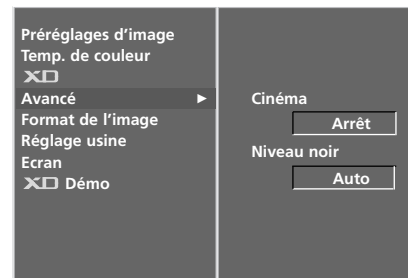 Préréglages d’image
Temp. de couleur
XD
Avancé ►
Format de l’image
Réglage usine
Ecran
XD Démo
Cinéma
Arrêt
Niveau noir
Auto